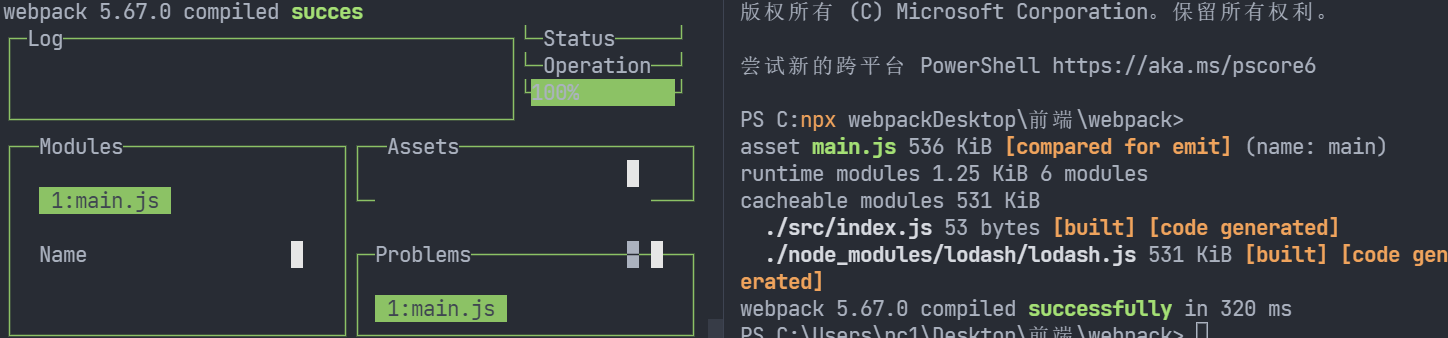 webpack 5.67.0 compiled succes
Log
Status
Operation
100%
Modules
Assets
1:main.js
Name
Problems
1:main.js
版权所有 (C) Microsoft Corporation。保留所有权利。
尝试新的跨平台 PowerShell https://aka.ms/pscore6
PS C:npx webpackDesktop\前端\webpack>
asset main.js 536 KiB [compared for emit] (name: main)
runtime modules 1.25 KiB 6 modules
cacheable modules 531 KiB
./src/index.js 53 bytes [built] [code generated]
./node_modules/lodash/lodash.js 531 KiB [built] [code gen
erated]
webpack 5.67.0 compiled successfully in 320 ms
PS C:\Users\pc1\Desktop\前端\webpack>